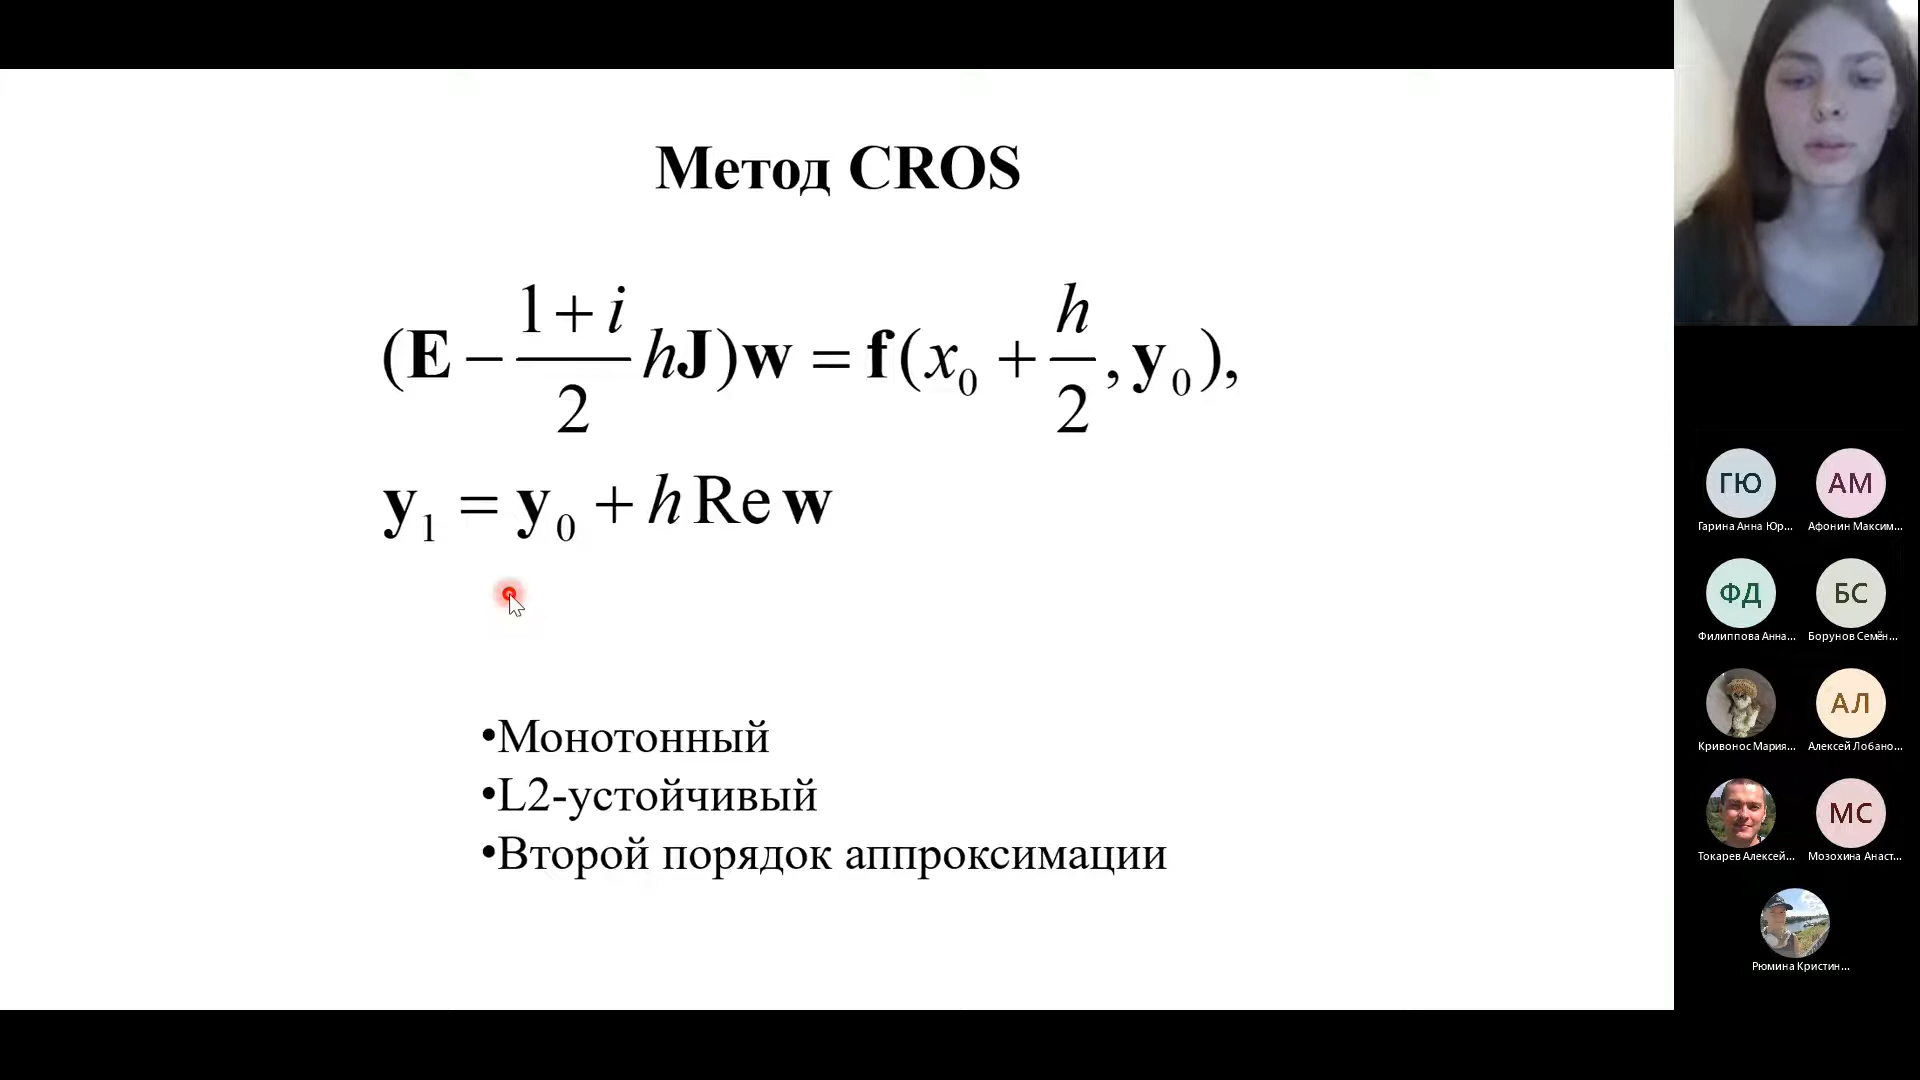 Метод CROS
(E − (1+i)/2 hJ)w = f(x₀ + h/2, y₀),
y₁ = y₀ + h Re w
•Монотонный
•L2-устойчивый
•Второй порядок аппроксимации
ГЮ
АМ
Гарина Анна Юр...
Афонин Максим...
ФД
БС
Филиппова Анна...
Борунов Семён...
АЛ
Кривонос Мария...
Алексей Лобано...
МС
Токарев Алексей...
Мозохина Анаст...
Рюмина Кристин...